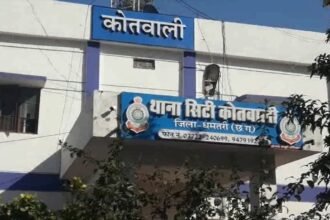 कोतवाली
थाना सिटी कोतवाली
जिला-धमतरी (छ.ग.)
फोन नं.